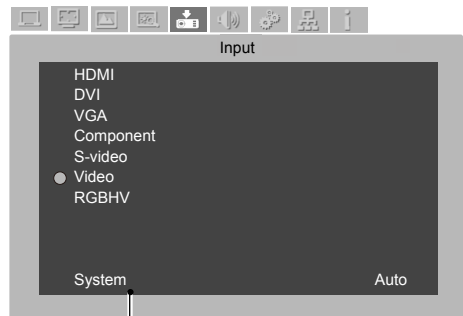 Input
HDMI
DVI
VGA
Component
S-video
Video
RGBHV
System Auto